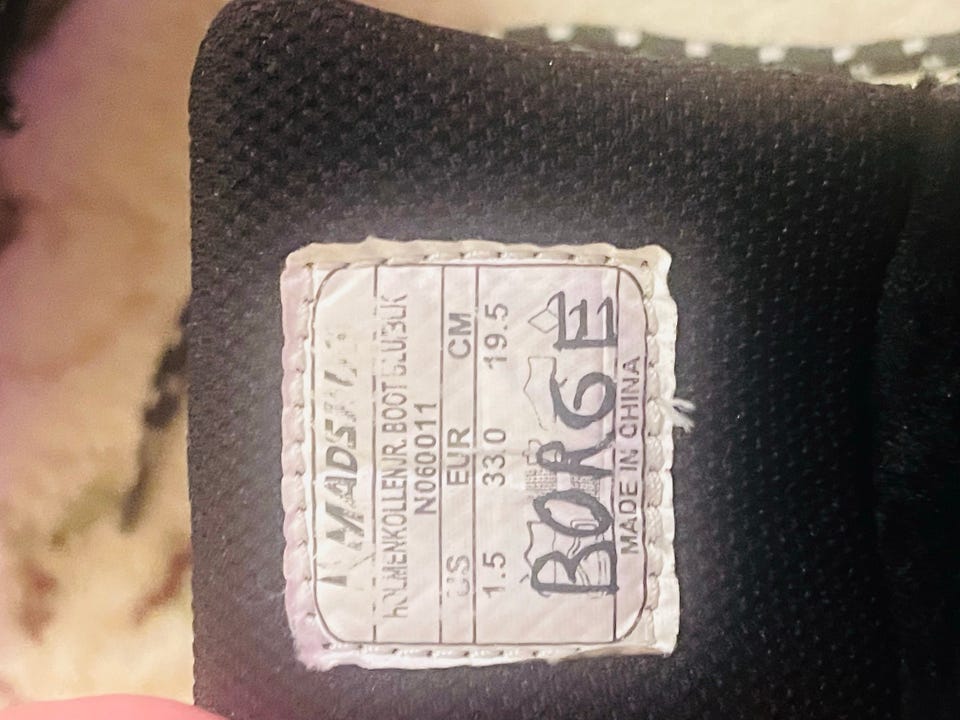 MADSHUS
HOLMENKOLLEN JR. BOOT BLU/BLK
N060011
US EUR CM
1.5 33.0 19.5
BORGE
MADE IN CHINA